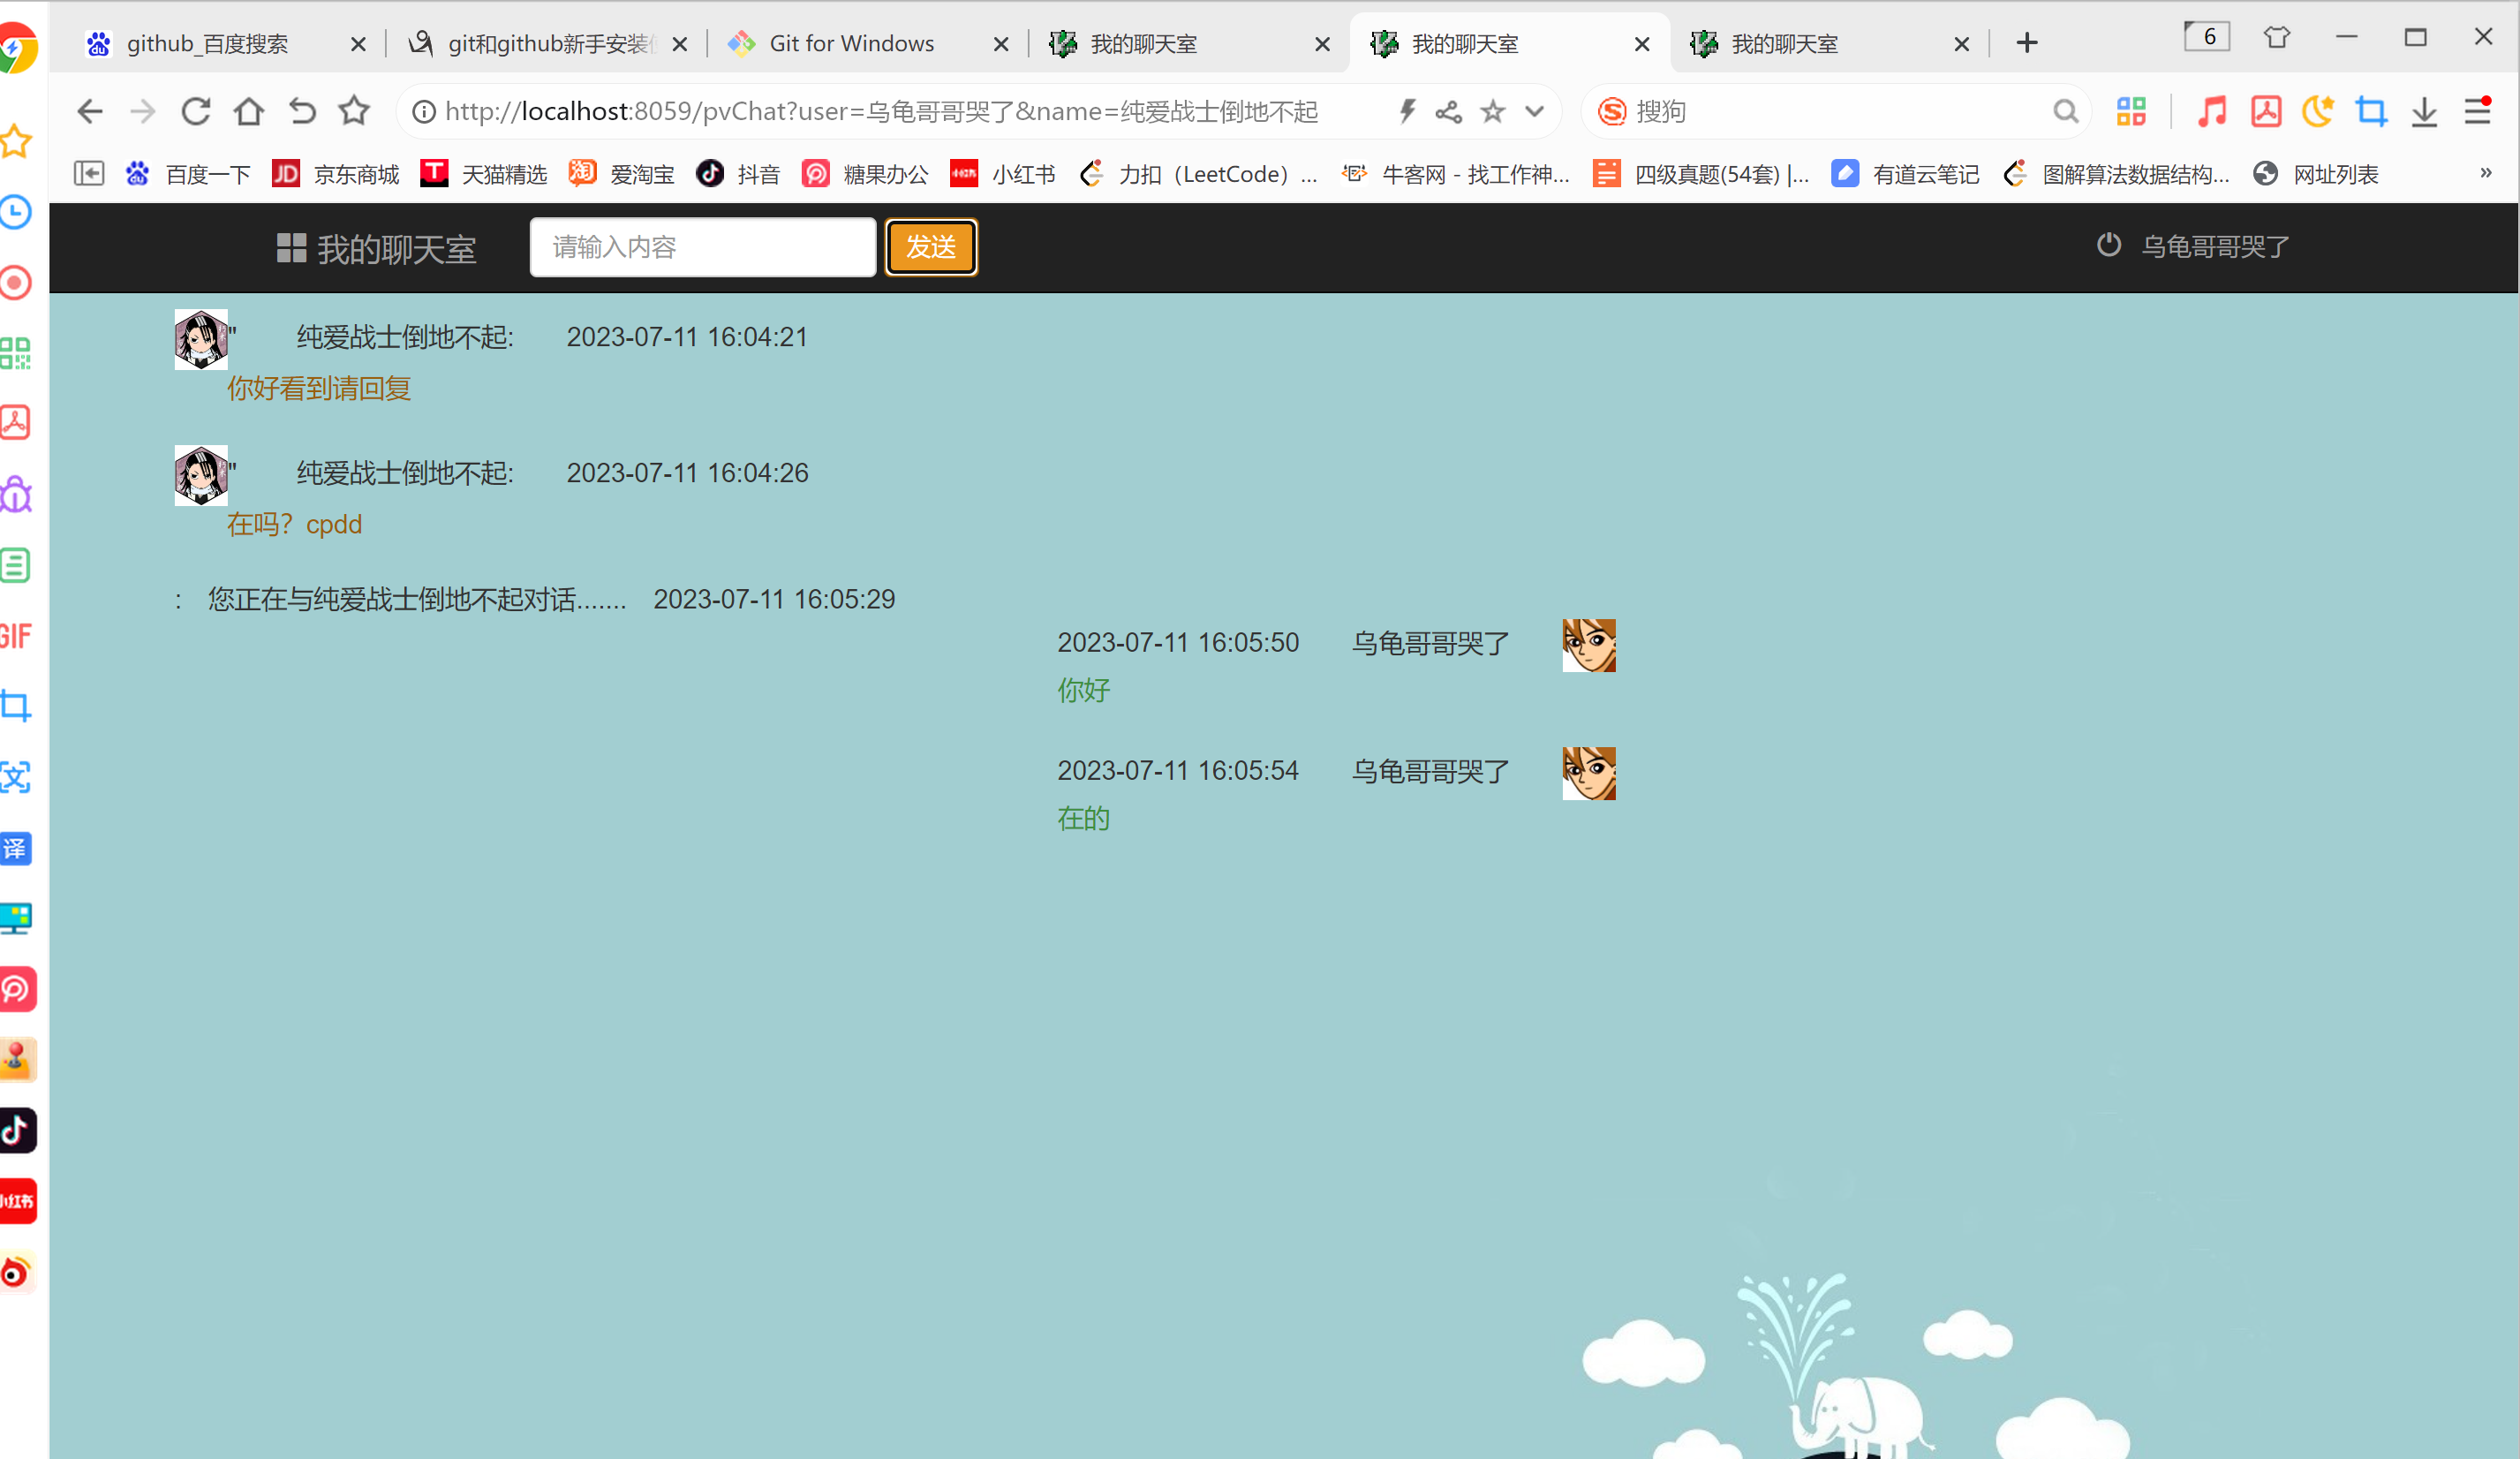 github_百度搜索
git和github新手安装使
Git for Windows
我的聊天室
我的聊天室
我的聊天室
6
http://localhost:8059/pvChat?user=乌龟哥哥哭了&name=纯爱战士倒地不起
搜狗
百度一下
JD 京东商城
T 天猫精选
淘 爱淘宝
抖音
糖果办公
小红书 小红书
力扣（LeetCode）...
牛客网 - 找工作神...
四级真题(54套) |...
有道云笔记
图解算法数据结构...
网址列表
»
我的聊天室
请输入内容
发送
乌龟哥哥哭了
" 纯爱战士倒地不起: 2023-07-11 16:04:21
你好看到请回复
" 纯爱战士倒地不起: 2023-07-11 16:04:26
在吗？cpdd
: 您正在与纯爱战士倒地不起对话....... 2023-07-11 16:05:29
2023-07-11 16:05:50 乌龟哥哥哭了
你好
2023-07-11 16:05:54 乌龟哥哥哭了
在的
GIF
文
译
小红书